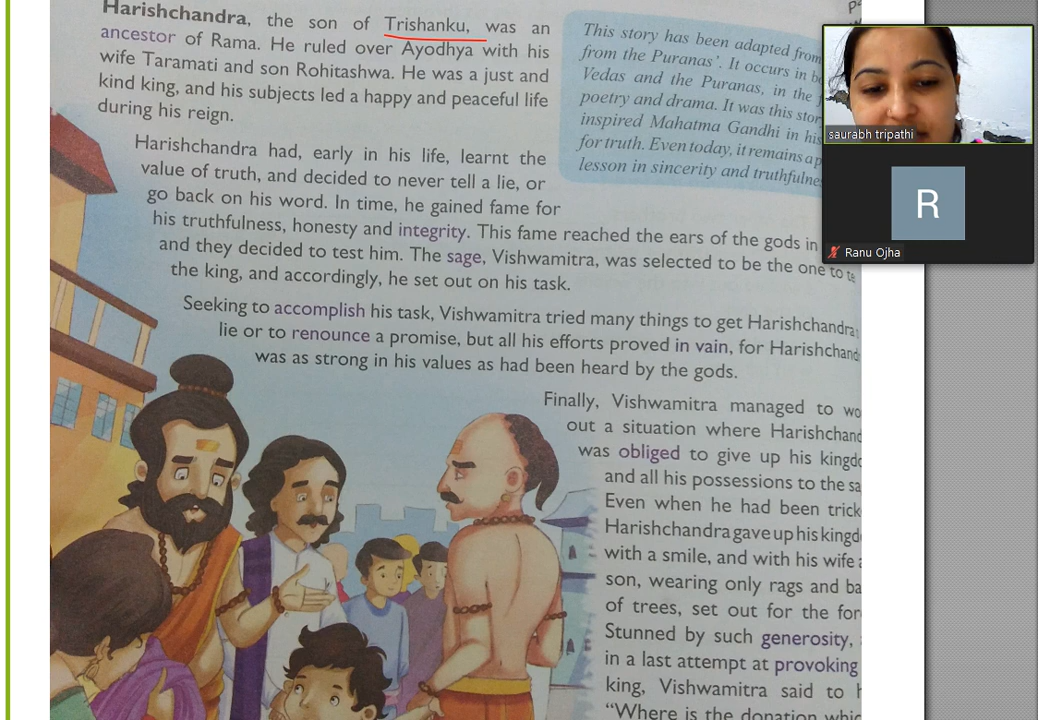 Harishchandra, the son of Trishanku, was an
ancestor of Rama. He ruled over Ayodhya with his
wife Taramati and son Rohitashwa. He was a just and
kind king, and his subjects led a happy and peaceful life
during his reign.
This story has been adapted from
from the Puranas'. It occurs in
Vedas and the Puranas, in the
poetry and drama. It was this
inspired Mahatma Gandhi in his
for truth. Even today, it remains a
lesson in sincerity and
saurabh tripathi
R
Ranu Ojha
Harishchandra had, early in his life, learnt the
value of truth, and decided to never tell a lie, or
go back on his word. In time, he gained fame for
his truthfulness, honesty and integrity. This fame reached the ears of the gods in
and they decided to test him. The sage, Vishwamitra, was selected to be the one to
the king, and accordingly, he set out on his task.
Seeking to accomplish his task, Vishwamitra tried many things to get Harishchandra
lie or to renounce a promise, but all his efforts proved in vain, for Harishchand
was as strong in his values as had been heard by the gods.
Finally, Vishwamitra managed to wo
out a situation where Harishchand
was obliged to give up his kingd
and all his possessions to the sa
Even when he had been trick
Harishchandra gave up his kingd
with a smile, and with his wife
son, wearing only rags and ba
of trees, set out for the for
Stunned by such generosity,
in a last attempt at provoking
king, Vishwamitra said to
"Where is the donation whic